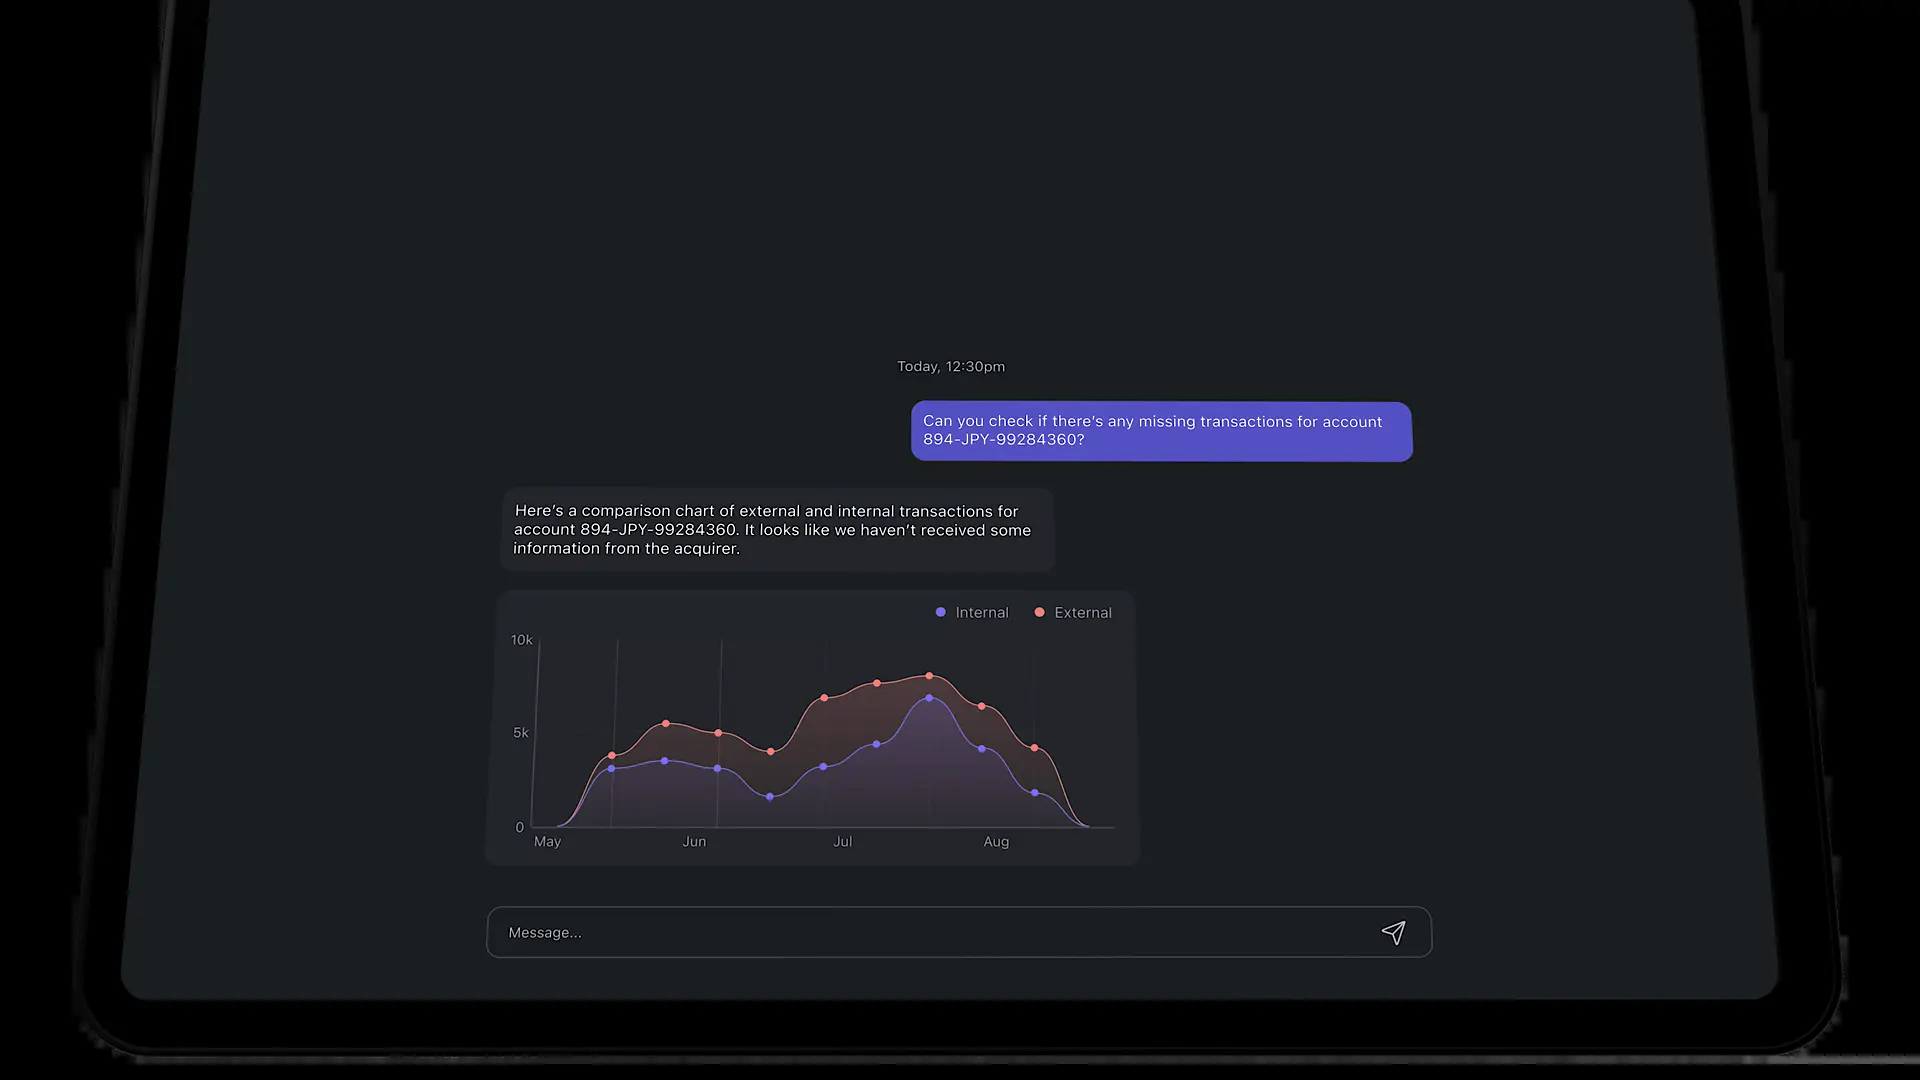 Today, 12:30pm
Can you check if there’s any missing transactions for account
894-JPY-99284360?
Here’s a comparison chart of external and internal transactions for
account 894-JPY-99284360. It looks like we haven’t received some
information from the acquirer.
Internal
External
10k
5k
0
May
Jun
Jul
Aug
Message...